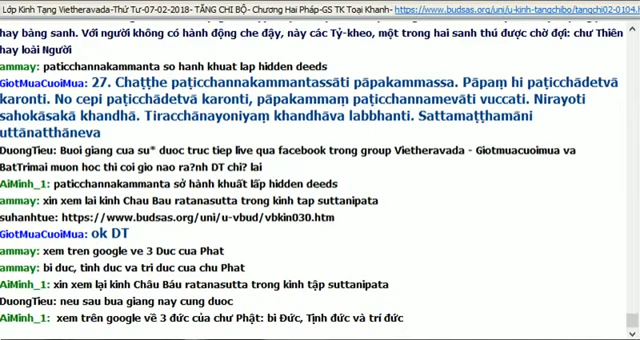 Lớp Kinh Tạng Vietheravada-Thứ Tư-07-02-2018- TĂNG CHI BỘ- Chương Hai Pháp-GS TK Toại Khanh- https://www.budsas.org/uni/u-kinh-tangchibo/tangchi02-0104.h
hay bàng sanh. Với người không có hành động che đậy, này các Tỷ-kheo, một trong hai sanh thú được chờ đợi: chư Thiên
hay loài Người
ammay: paticchannakammanta so hanh khuat lap hidden deeds
GiotMuaCuoiMua: 27. Chaṭṭhe paṭicchannakammantassāti pāpakammassa. Pāpaṃ hi paṭicchādetvā
karonti. No cepi paṭicchādetvā karonti, pāpakammaṃ paṭicchannamevāti vuccati. Nirayoti
sahokāsakā khandhā. Tiracchānayoniyaṃ khandhāva labbhanti. Sattamaṭṭhamāni
uttānatthāneva
DuongTieu: Buoi giang cua su* duoc truc tiep live qua facebook trong group Vietheravada - Giotmuacuoimua va
BatTrimai muon hoc thi coi gio nao ra?nh DT chi? lai
AiMinh_1: paticchannakammanta sở hành khuất lấp hidden deeds
ammay: xin xem lai kinh Chau Bau ratanasutta trong kinh tap suttanipata
suhanhtue: https://www.budsas.org/uni/u-vbud/vbkin030.htm
GiotMuaCuoiMua: ok DT
ammay: xem tren google ve 3 Duc cua Phat
ammay: bi duc, tinh duc va tri duc cua chu Phat
AiMinh_1: xin xem lại kinh Châu Báu ratanasutta trong kinh tập suttanipata
DuongTieu: neu sau bua giang nay cung duoc
AiMinh_1: xem trên google về 3 đức của chư Phật: bi Đức, Tịnh đức và trí đức